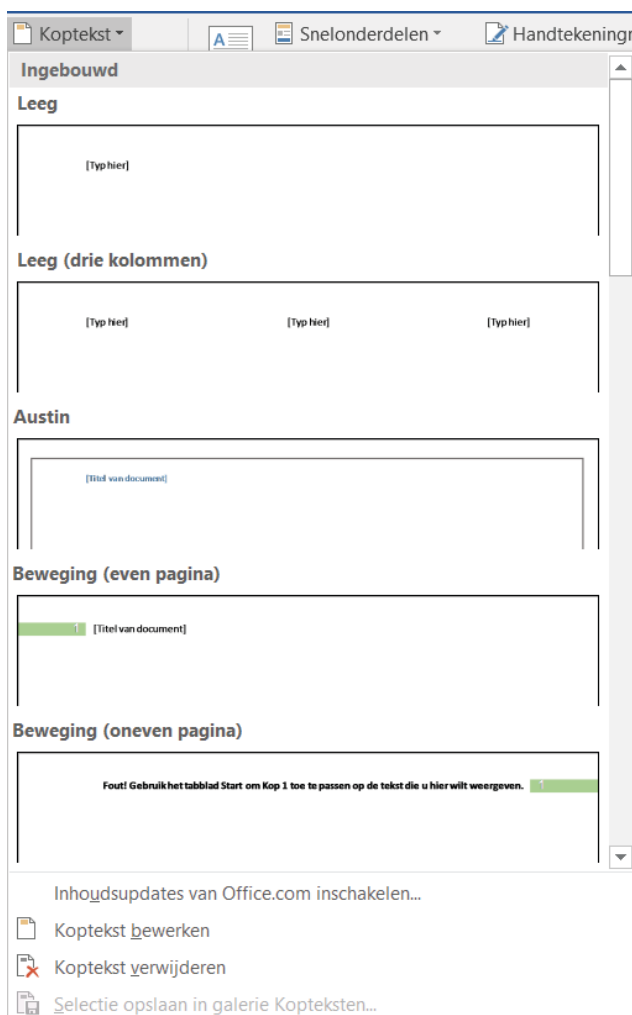 Koptekst Snelonderdelen Handtekeningr
Ingebouwd
Leeg
[Typ hier]
Leeg (drie kolommen)
[Typ hier] [Typ hier] [Typ hier]
Austin
[Titel van document]
Beweging (even pagina)
1 [Titel van document]
Beweging (oneven pagina)
Fout! Gebruik het tabblad Start om Kop 1 toe te passen op de tekst die u hier wilt weergeven. 1
Inhoudsupdates van Office.com inschakelen...
Koptekst bewerken
Koptekst verwijderen
Selectie opslaan in galerie Kopteksten...